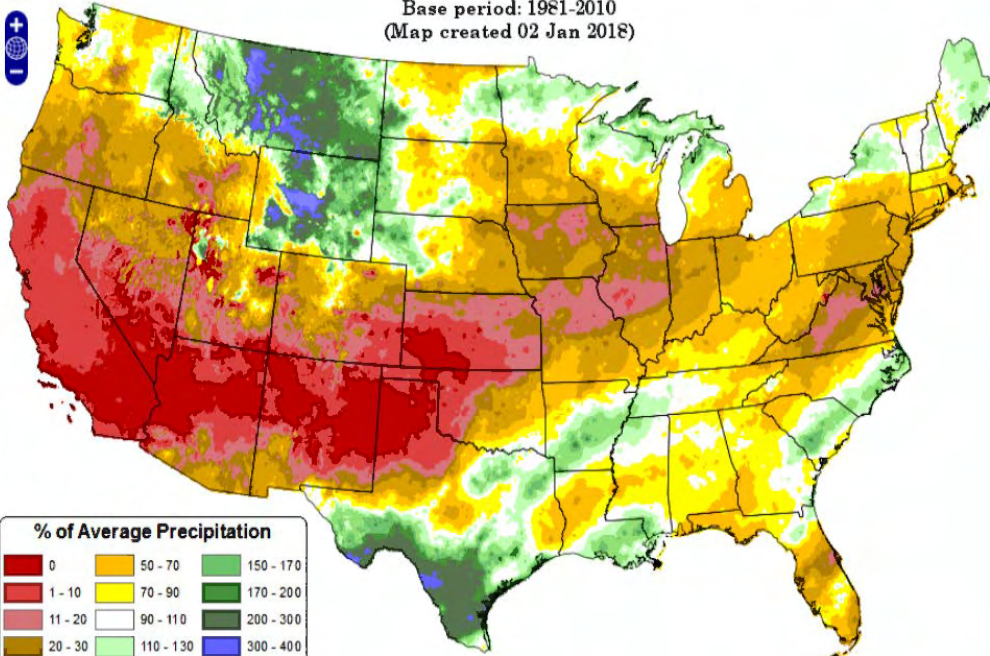 Base period: 1981-2010
(Map created 02 Jan 2018)
% of Average Precipitation
0
50 - 70
150 - 170
1 - 10
70 - 90
170 - 200
11 - 20
90 - 110
200 - 300
20 - 30
110 - 130
300 - 400